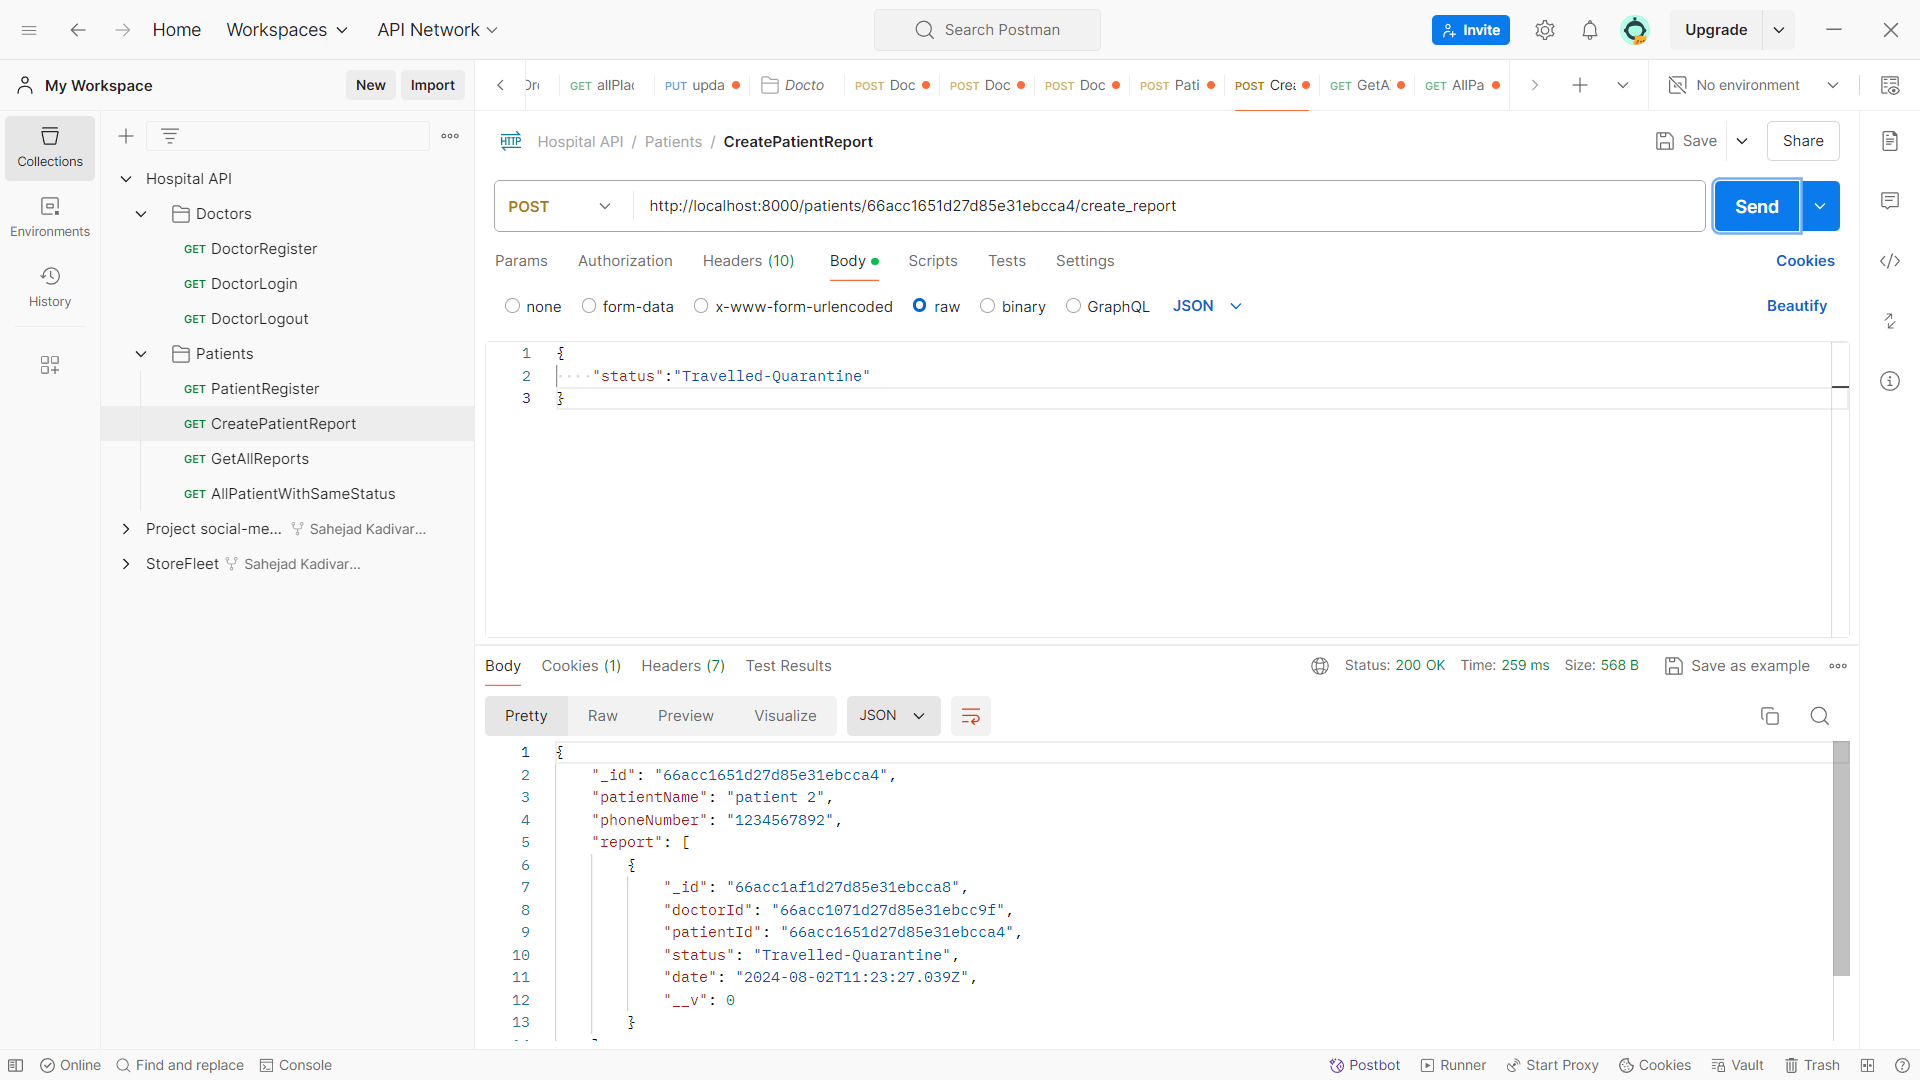 Home
Workspaces
API Network
Search Postman
Invite
Upgrade
My Workspace
New
Import
GET allPlac
PUT upda
Docto
POST Doc
POST Doc
POST Doc
POST Pati
POST Crea
GET GetA
GET AllPa
No environment
Collections
Environments
History
Hospital API
Doctors
GET DoctorRegister
GET DoctorLogin
GET DoctorLogout
Patients
GET PatientRegister
GET CreatePatientReport
GET GetAllReports
GET AllPatientWithSameStatus
Project social-me... Sahejad Kadivar...
StoreFleet Sahejad Kadivar...
HTTP Hospital API / Patients / CreatePatientReport
Save
Share
POST http://localhost:8000/patients/66acc1651d27d85e31ebcca4/create_report
Send
Params Authorization Headers (10) Body Scripts Tests Settings
Cookies
none form-data x-www-form-urlencoded raw binary GraphQL JSON
Beautify
1 {
2 "status":"Travelled-Quarantine"
3 }
Body Cookies (1) Headers (7) Test Results
Status: 200 OK Time: 259 ms Size: 568 B Save as example
Pretty Raw Preview Visualize JSON
1 {
2 "_id": "66acc1651d27d85e31ebcca4",
3 "patientName": "patient 2",
4 "phoneNumber": "1234567892",
5 "report": [
6 {
7 "_id": "66acc1af1d27d85e31ebcca8",
8 "doctorId": "66acc1071d27d85e31ebcc9f",
9 "patientId": "66acc1651d27d85e31ebcca4",
10 "status": "Travelled-Quarantine",
11 "date": "2024-08-02T11:23:27.039Z",
12 "__v": 0
13 }
Online Find and replace Console
Postbot Runner Start Proxy Cookies Vault Trash